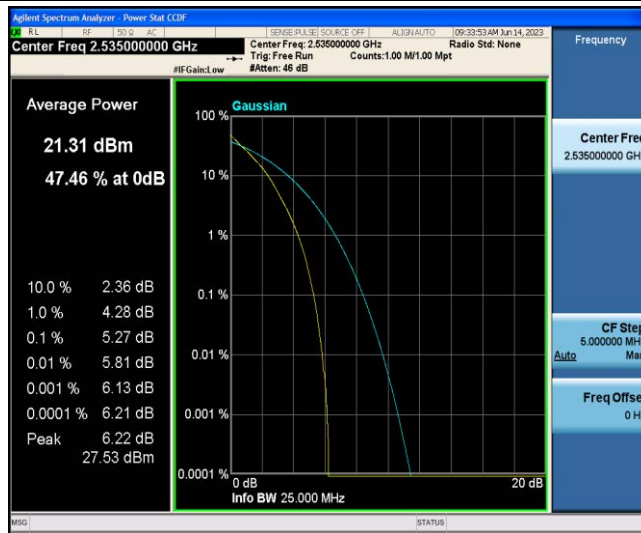 Agilent Spectrum Analyzer - Power Stat CCDF
RL RF 50 Ω AC SENSE:PULSE SOURCE OFF ALIGN AUTO 09:33:53 AM Jun 14, 2023
Center Freq 2.535000000 GHz
Center Freq: 2.535000000 GHz Radio Std: None
Trig: Free Run Counts:1.00 M/1.00 Mpt
#IFGain:Low #Atten: 46 dB
Frequency
Average Power
21.31 dBm
47.46 % at 0dB
10.0 % 2.36 dB
1.0 % 4.28 dB
0.1 % 5.27 dB
0.01 % 5.81 dB
0.001 % 6.13 dB
0.0001 % 6.21 dB
Peak 6.22 dB
27.53 dBm
Gaussian
100 %
10 %
1 %
0.1 %
0.01 %
0.001 %
0.0001 %
0 dB 20 dB
Info BW 25.000 MHz
Center Fre
2.535000000 GH
CF Step
5.000000 MH
Auto Ma
Freq Offse
0 H
MSG STATUS